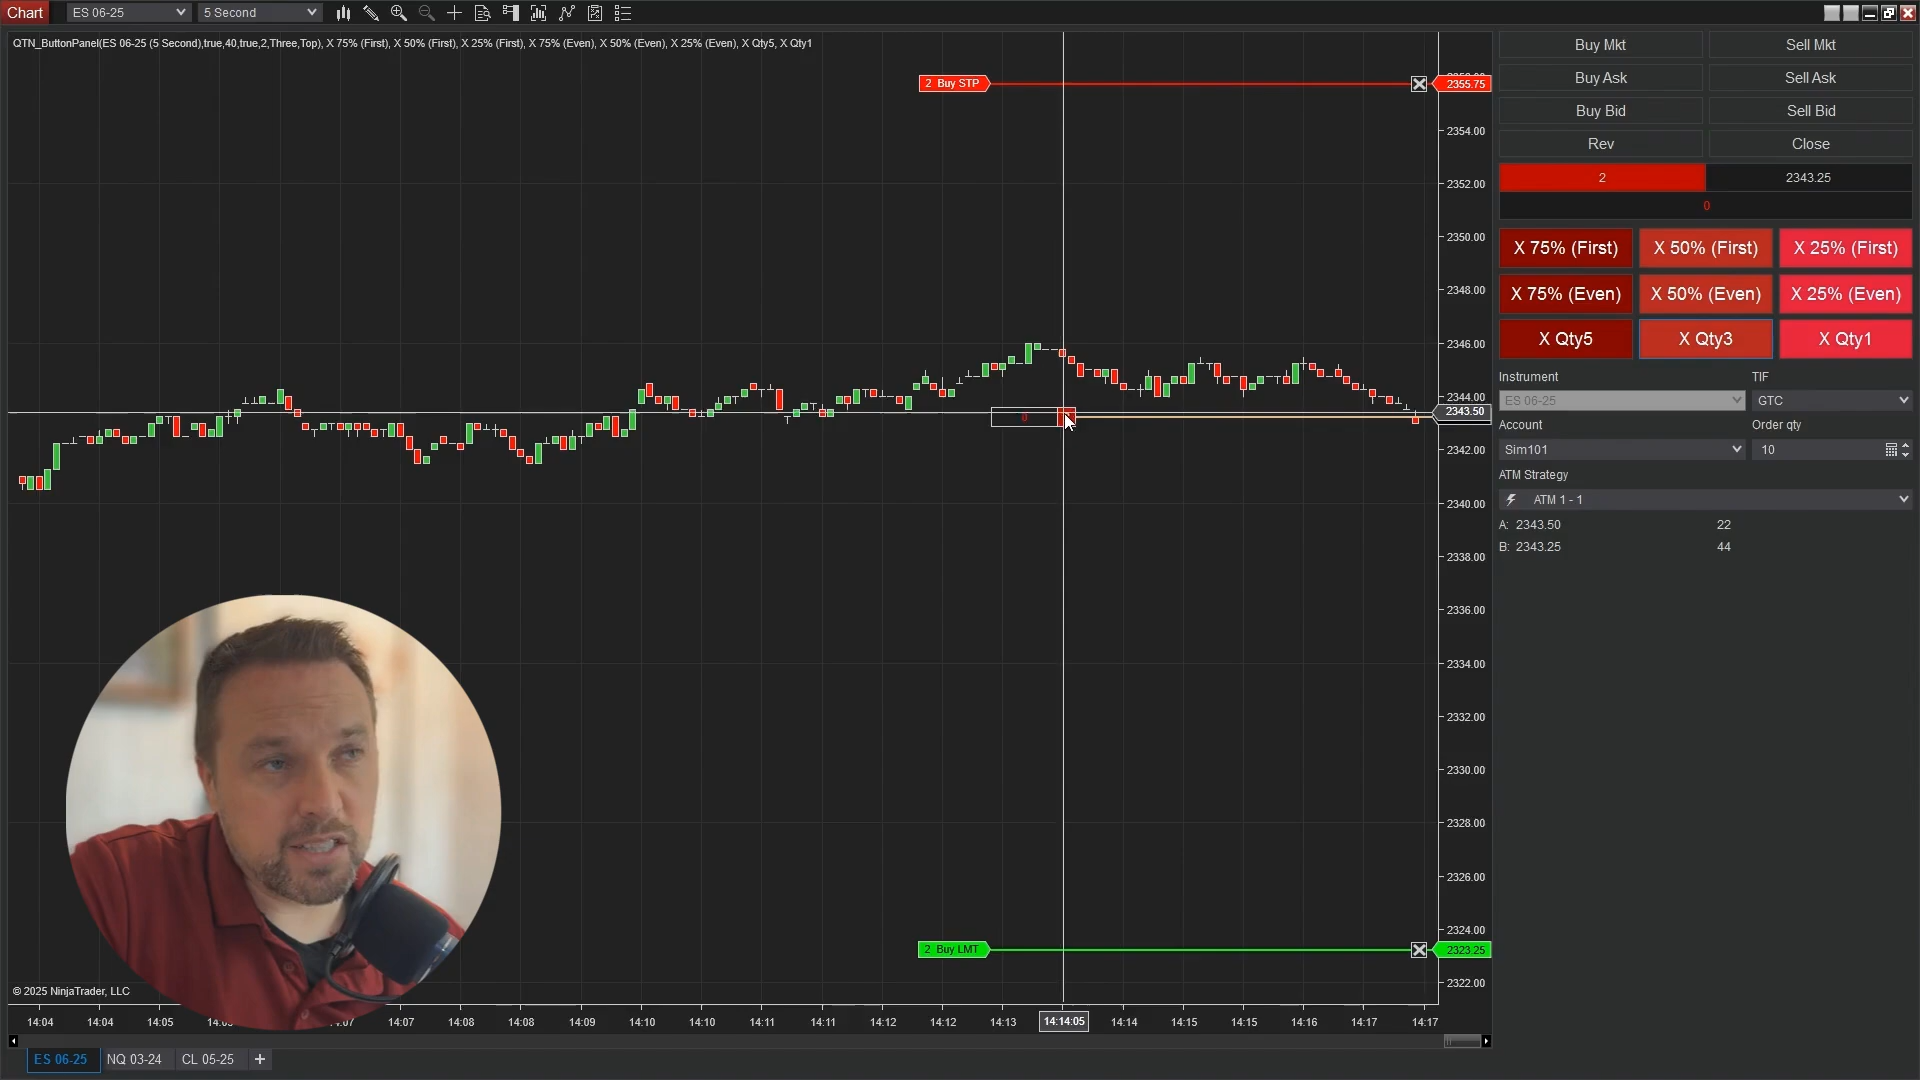 Chart
ES 06-25
5 Second
QTN_ButtonPanel(ES 06-25 (5 Second),true,40,true,2,Three,Top), X 75% (First), X 50% (First), X 25% (First), X 75% (Even), X 50% (Even), X 25% (Even), X Qty5, X Qty1
2 Buy STP
2355.75
2354.00
2352.00
2350.00
2348.00
2346.00
2344.00
2343.50
2342.00
2340.00
2338.00
2336.00
2334.00
2332.00
2330.00
2328.00
2326.00
2324.00
2 Buy LMT
2323.25
2322.00
0
Buy Mkt
Sell Mkt
Buy Ask
Sell Ask
Buy Bid
Sell Bid
Rev
Close
2
2343.25
0
X 75% (First)
X 50% (First)
X 25% (First)
X 75% (Even)
X 50% (Even)
X 25% (Even)
X Qty5
X Qty3
X Qty1
Instrument
TIF
ES 06-25
GTC
Account
Order qty
Sim101
10
ATM Strategy
ATM 1 - 1
A: 2343.50
22
B: 2343.25
44
© 2025 NinjaTrader, LLC
14:04
14:04
14:05
14:07
14:08
14:08
14:09
14:10
14:10
14:11
14:11
14:12
14:12
14:13
14:14:05
14:14
14:15
14:15
14:16
14:17
14:17
ES 06-25
NQ 03-24
CL 05-25
+